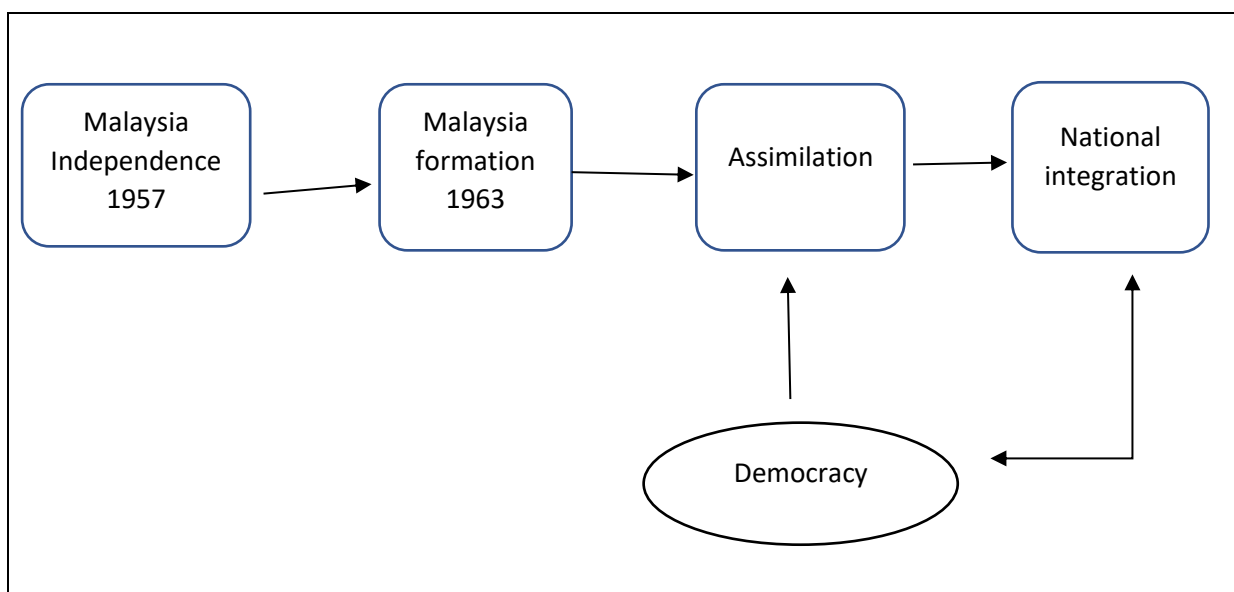 Malaysia
Independence
1957
Malaysia
formation
1963
Assimilation
National
integration
Democracy